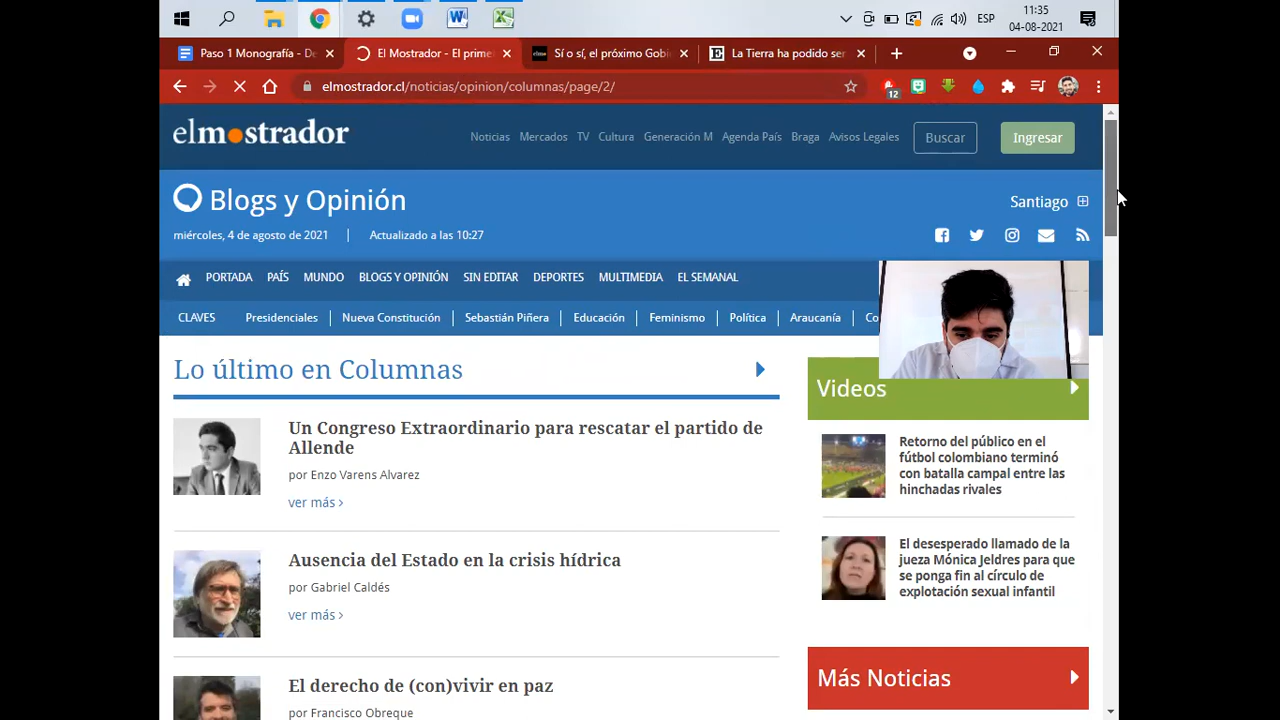 11:35
ESP
04-08-2021
Paso 1 Monografía - De
El Mostrador - El prime
Sí o sí, el próximo Gobi
La Tierra ha podido ser
elmostrador.cl/noticias/opinion/columnas/page/2/
12
elmostrador
Noticias Mercados TV Cultura Generación M Agenda País Braga Avisos Legales Buscar Ingresar
Blogs y Opinión
Santiago
miércoles, 4 de agosto de 2021 | Actualizado a las 10:27
PORTADA PAÍS MUNDO BLOGS Y OPINIÓN SIN EDITAR DEPORTES MULTIMEDIA EL SEMANAL
CLAVES Presidenciales | Nueva Constitución | Sebastián Piñera | Educación | Feminismo | Política | Araucanía | Co
Lo último en Columnas
Un Congreso Extraordinario para rescatar el partido de
Allende
por Enzo Varens Alvarez
ver más >
Ausencia del Estado en la crisis hídrica
por Gabriel Caldés
ver más >
El derecho de (con)vivir en paz
por Francisco Obreque
Videos
Retorno del público en el
fútbol colombiano terminó
con batalla campal entre las
hinchadas rivales
El desesperado llamado de la
jueza Mónica Jeldres para que
se ponga fin al círculo de
explotación sexual infantil
Más Noticias